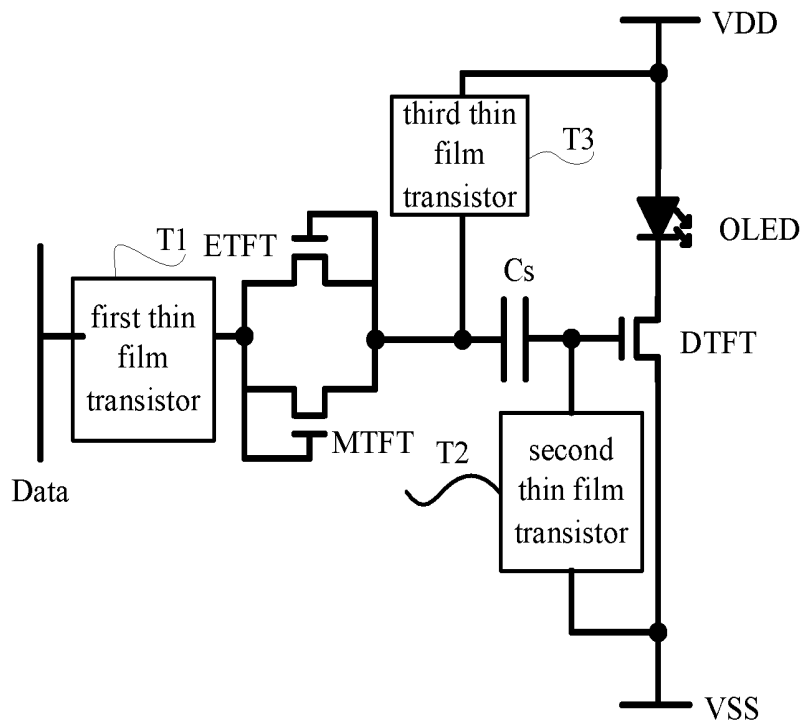 VDD
third thin
film
transistor
T3
T1
ETFT
OLED
Cs
first thin
film
transistor
DTFT
MTFT
T2
second
thin film
transistor
Data
VSS